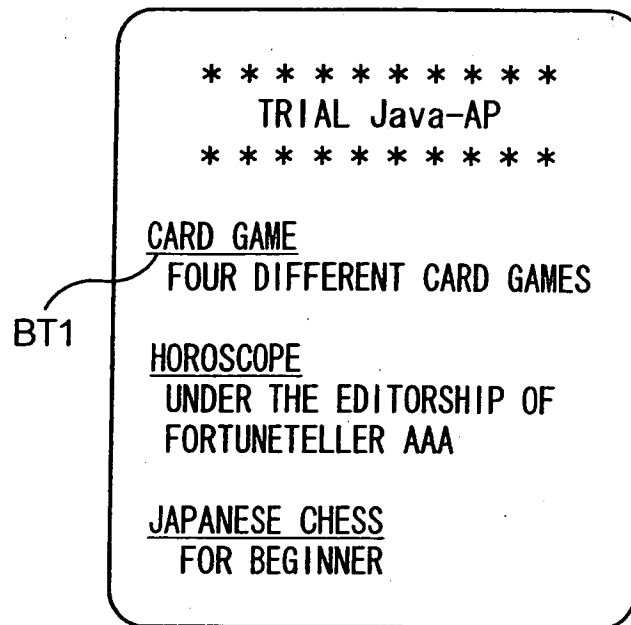 * * * * * * * * * *
TRIAL Java-AP
* * * * * * * * * *
CARD GAME
FOUR DIFFERENT CARD GAMES
BT1
HOROSCOPE
UNDER THE EDITORSHIP OF
FORTUNETELLER AAA
JAPANESE CHESS
FOR BEGINNER